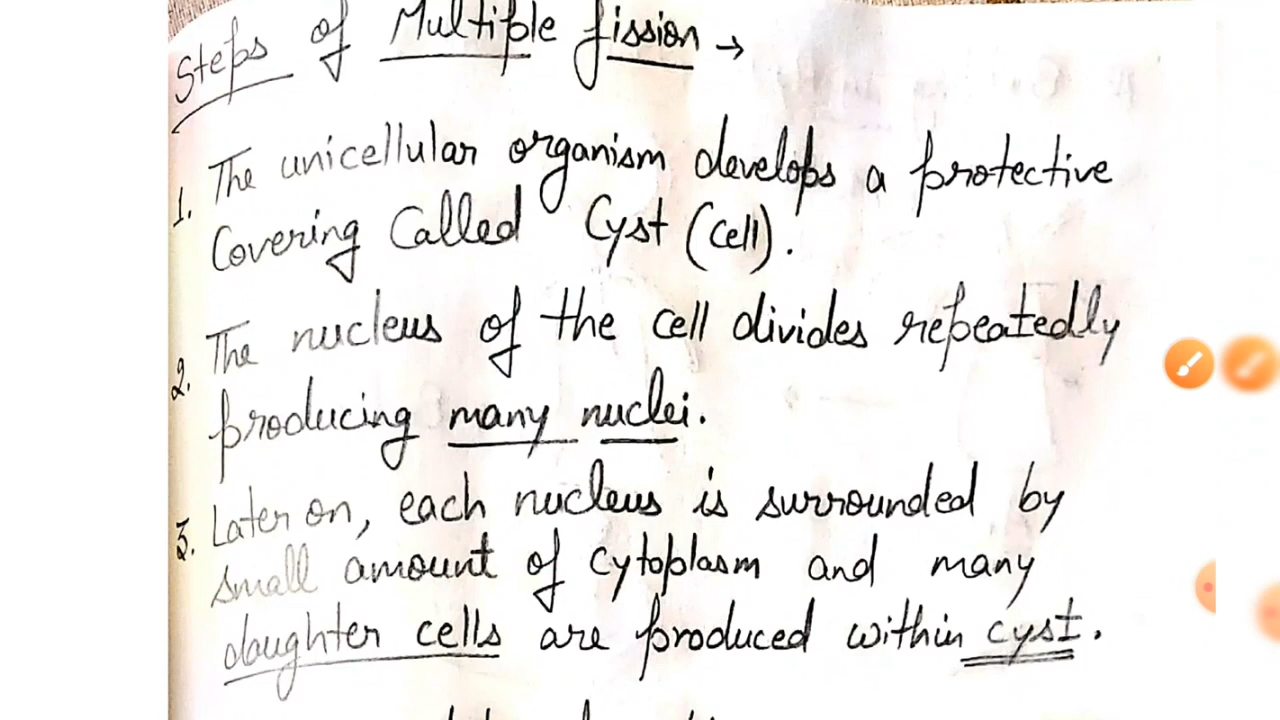 Steps of Multiple fission →
1. The unicellular organism develops a protective
Covering Called Cyst (cell).
2. The nucleus of the cell divides repeatedly
producing many nuclei.
3. Later on, each nucleus is surrounded by
small amount of cytoplasm and many
daughter cells are produced within cyst.